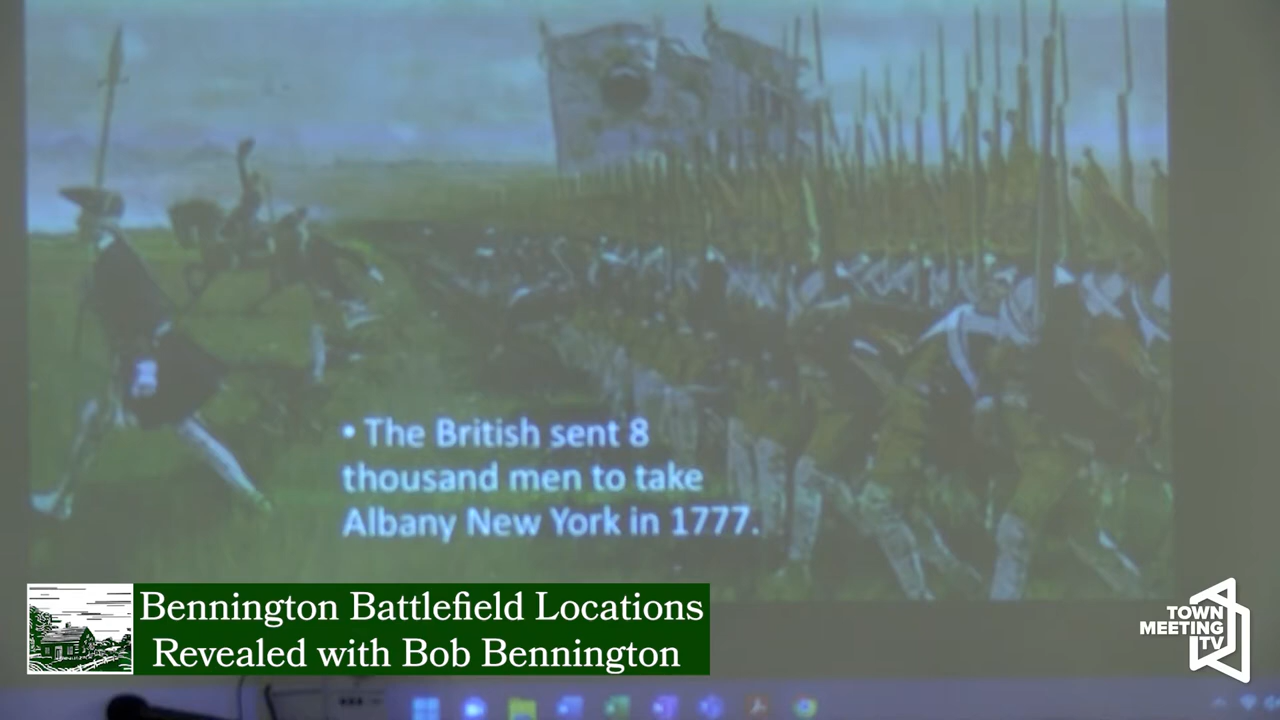 • The British sent 8
thousand men to take
Albany New York in 1777.
Bennington Battlefield Locations
Revealed with Bob Bennington
TOWN
MEETING
TV